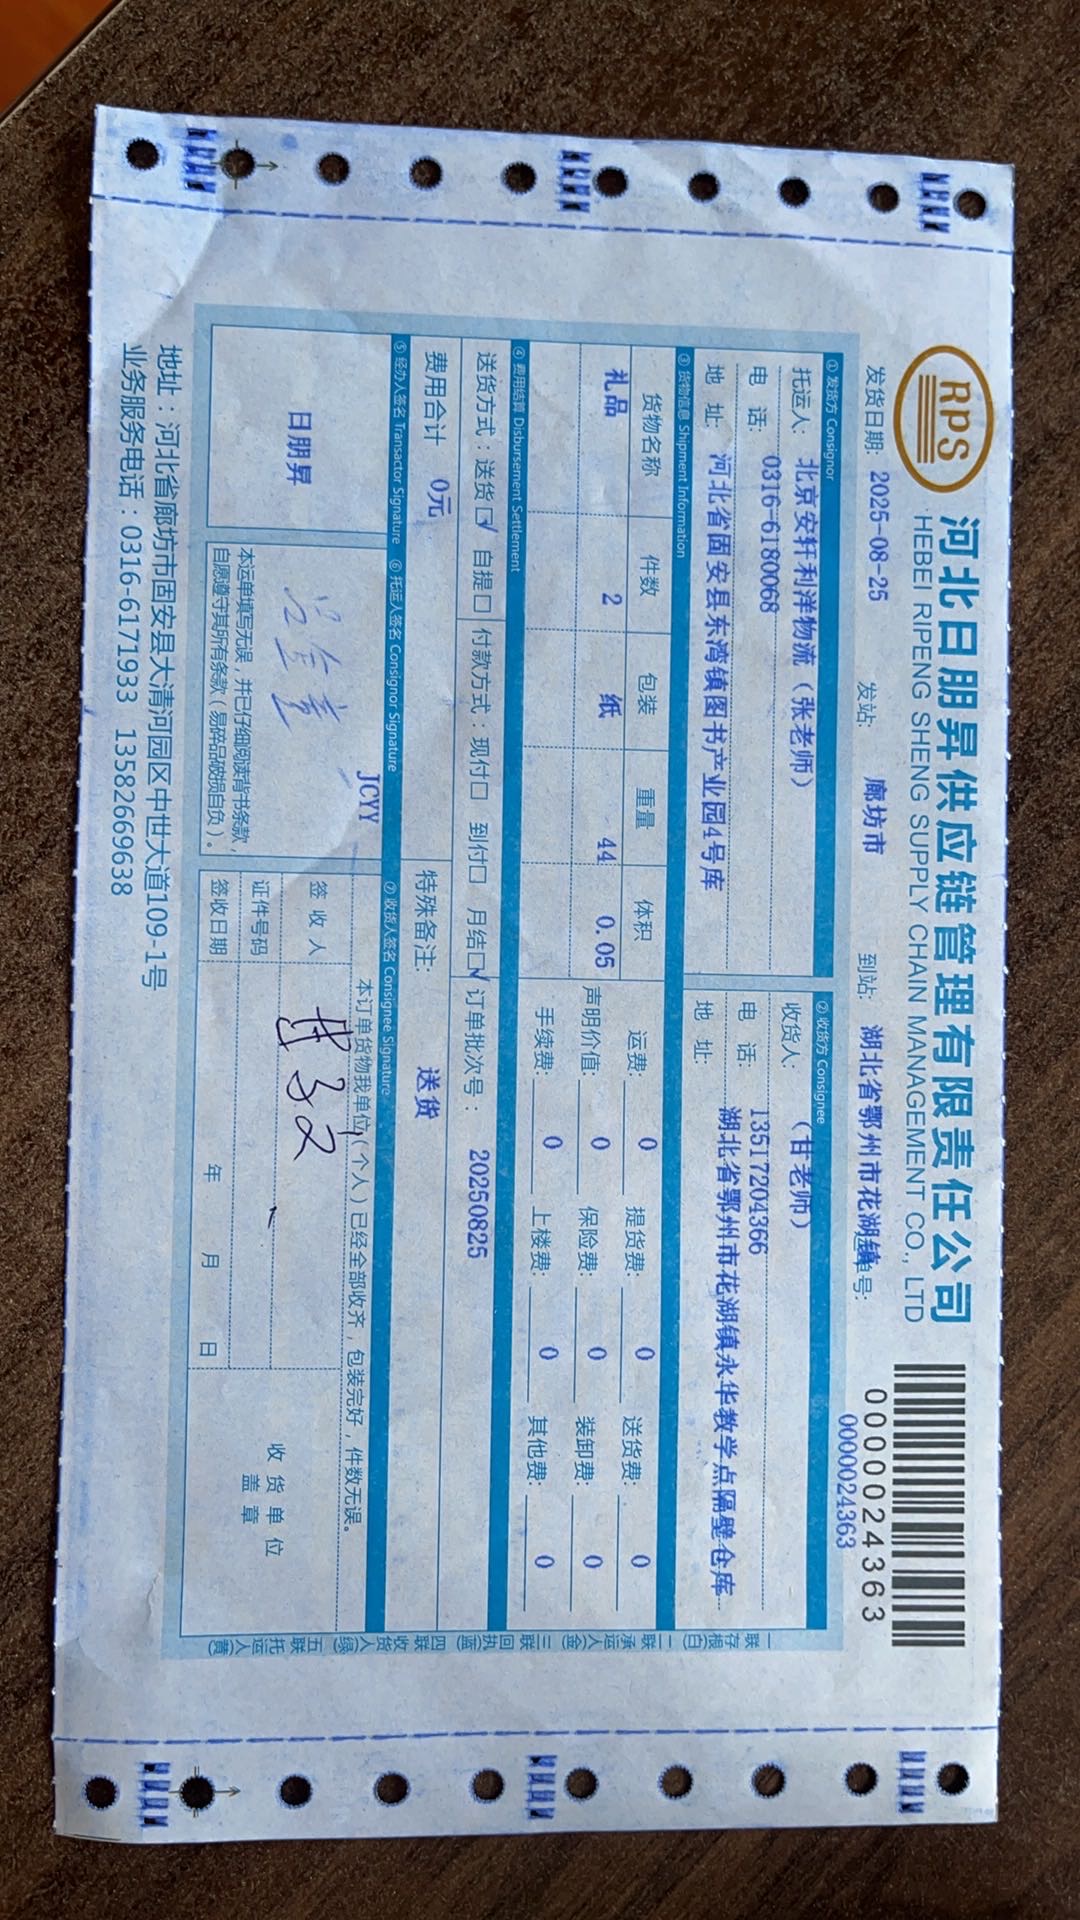 RPS
河北日朋昇供应链管理有限责任公司
HEBEI RIPENG SHENG SUPPLY CHAIN MANAGEMENT CO., LTD
0000024363
发货日期: 2025-08-25 发站: 廊坊市 到站: 湖北省鄂州市花湖镇 单号: 0000024363
① 发货方 Consignor
托运人: 北京安轩利洋物流（张老师）
电 话: 0316-6180068
地 址: 河北省固安县东湾镇图书产业园4号库
② 收货方 Consignee
收货人: （甘老师）
电 话: 13517204366
地 址: 湖北省鄂州市花湖镇永华教学点隔壁仓库
③ 货物信息 Shipment Information
货物名称 件数 包装 重量 体积
礼品 2 纸 44 0.05
运费: 0 提货费: 0 送货费: 0
声明价值: 0 保险费: 0 装卸费: 0
手续费: 0 上楼费: 0 其他费: 0
④ 费用结算 Disbursement Settlement
送货方式：送货☑ 自提□ 付款方式：现付□ 到付□ 月结☑ 订单批次号： 20250825
费用合计 0元 特殊备注: 送货
⑤ 经办人签名 Transactor Signature ⑥ 托运人签名 Consignor Signature ⑦ 收货人签名 Consignee Signature
日朋昇
JCYY
本运单填写无误，并已仔细阅读背书条款，
自愿遵守其所有条款（易碎品破损自负）。
本订单货物我单位（个人）已经全部收齐，包装完好，件数无误。
签 收 人
证件号码
签收日期 年 月 日
收 货 单 位
盖 章
地址：河北省廊坊市固安县大清河园区中世大道109-1号
业务服务电话：0316-6171933 13582669638
一联存根(白) 二联承运人(金) 三联回执(蓝) 四联收货人(绿) 五联托运人(黄)